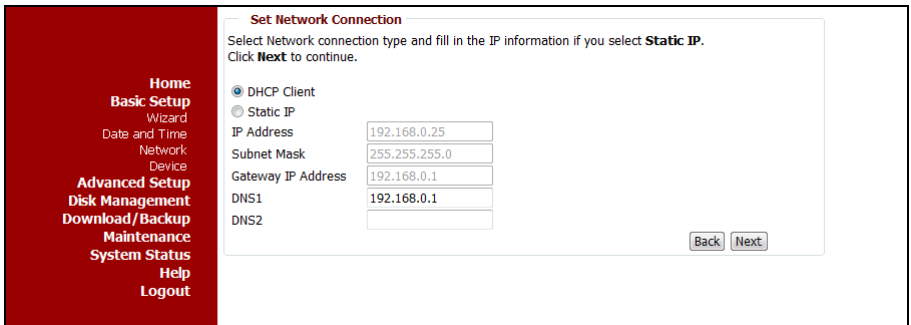 Home
Basic Setup
Wizard
Date and Time
Network
Device
Advanced Setup
Disk Management
Download/Backup
Maintenance
System Status
Help
Logout
Set Network Connection
Select Network connection type and fill in the IP information if you select Static IP.
Click Next to continue.
DHCP Client
Static IP
IP Address 192.168.0.25
Subnet Mask 255.255.255.0
Gateway IP Address 192.168.0.1
DNS1 192.168.0.1
DNS2
Back Next